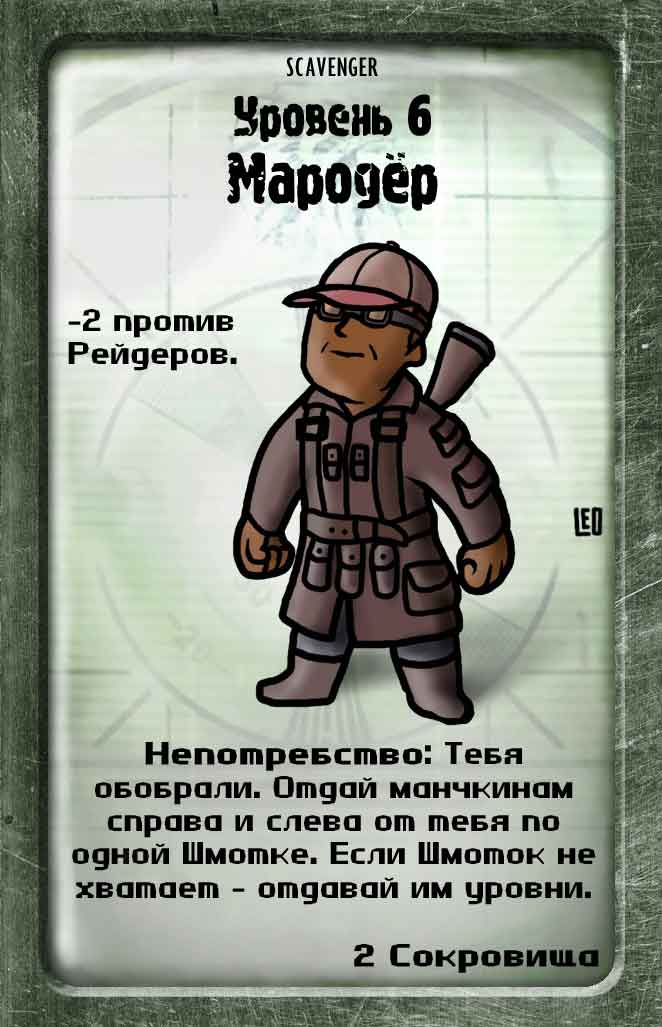 SCAVENGER
Уровень 6
Мародёр
-2 против
Рейдеров.
LEO
Непотребство: Тебя
обобрали. Отдай манчкинам
справа и слева от тебя по
одной Шмотке. Если Шмоток не
хватает - отдавай им уровни.
2 Сокровища